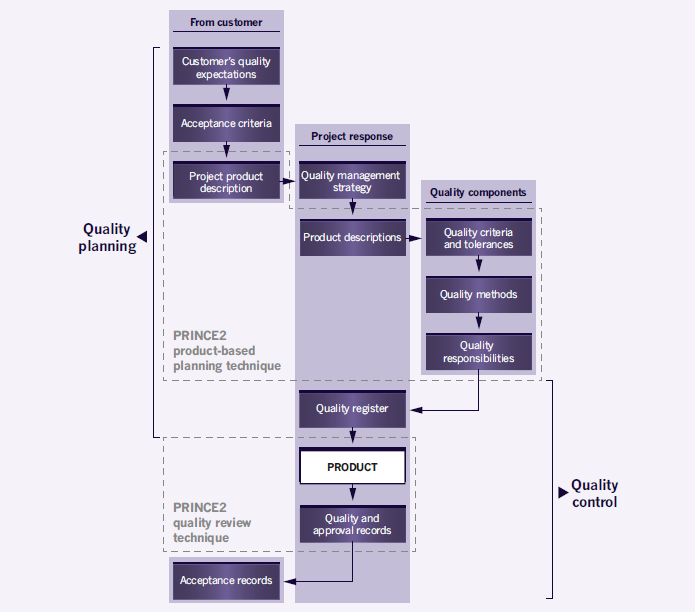 From customer
Customer's quality
expectations
Acceptance criteria
Project product
description
Project response
Quality management
strategy
Product descriptions
Quality components
Quality criteria
and tolerances
Quality methods
Quality
responsibilities
Quality
planning
PRINCE2
product-based
planning technique
Quality register
PRODUCT
Quality and
approval records
PRINCE2
quality review
technique
Acceptance records
Quality
control